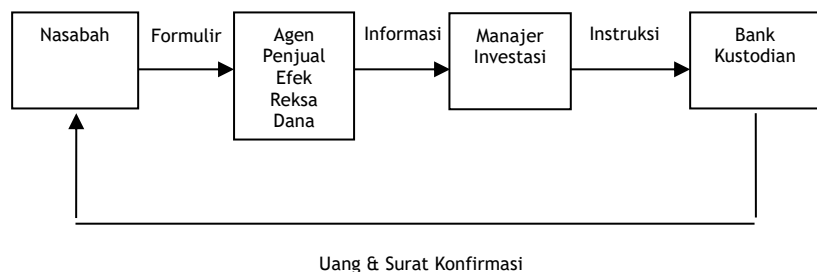 Nasabah
Formulir
Agen
Penjual
Efek
Reksa
Dana
Informasi
Manajer
Investasi
Instruksi
Bank
Kustodian
Uang & Surat Konfirmasi